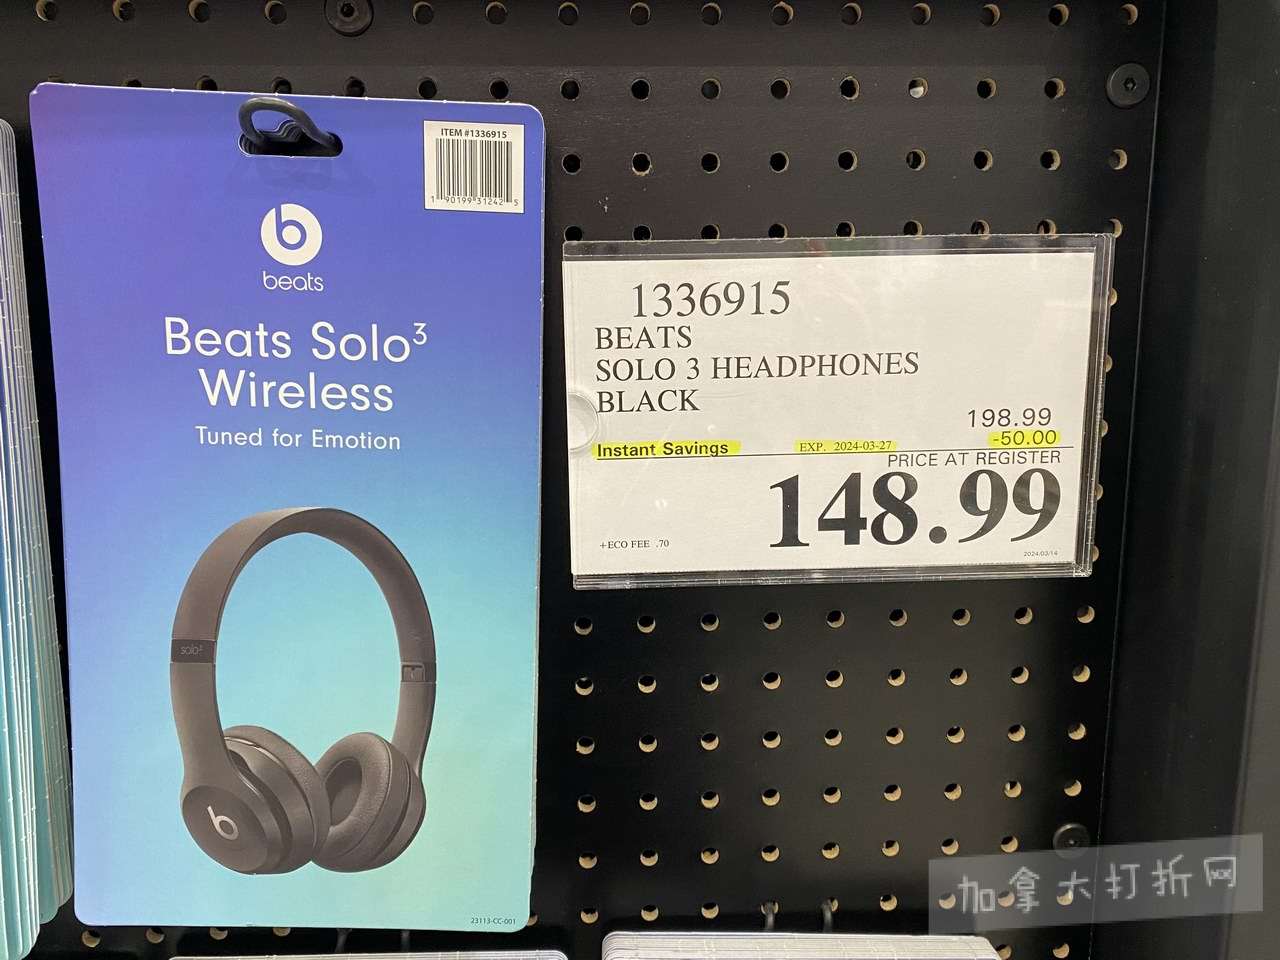 ITEM #1336915
1 90199 31242 5
b
beats
Beats Solo³
Wireless
Tuned for Emotion
solo³
b
23113-CC-001
1336915
BEATS
SOLO 3 HEADPHONES
BLACK
198.99
Instant Savings EXP. 2024-03-27 -50.00
PRICE AT REGISTER
148.99
+ECO FEE .70
2024/03/14
加拿大打折网